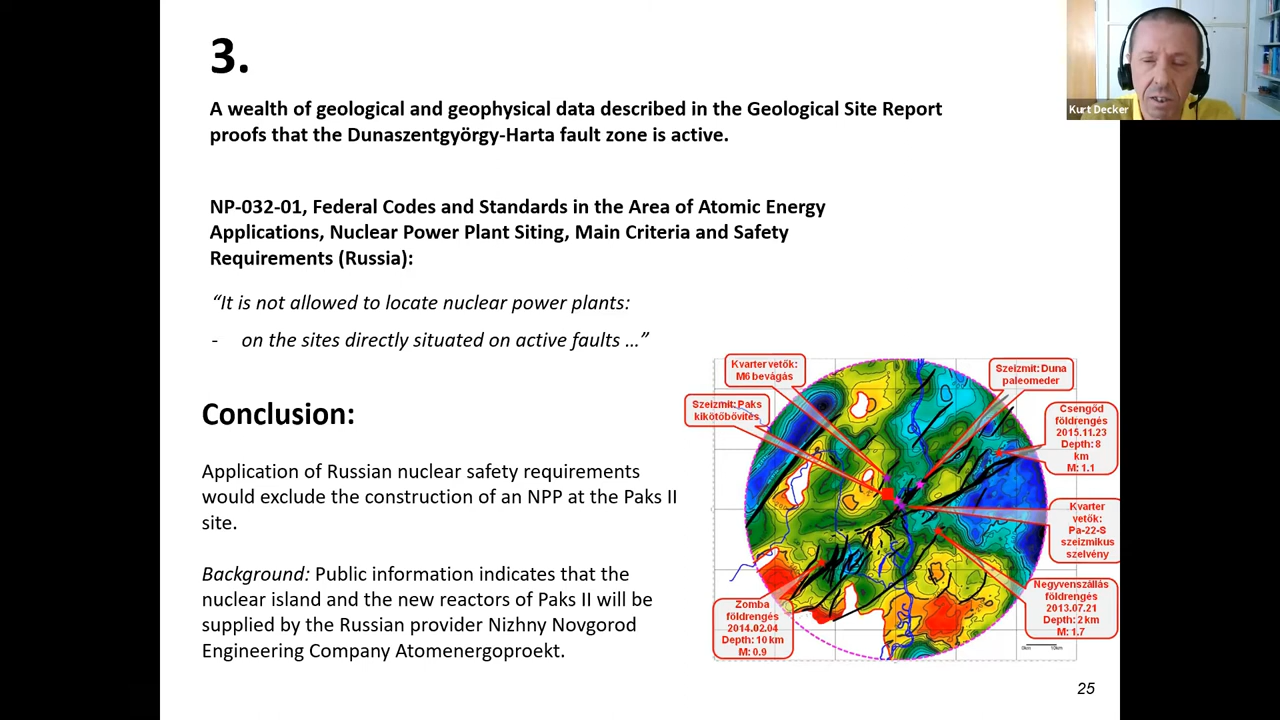 3.
A wealth of geological and geophysical data described in the Geological Site Report
proofs that the Dunaszentgyörgy-Harta fault zone is active.
NP-032-01, Federal Codes and Standards in the Area of Atomic Energy
Applications, Nuclear Power Plant Siting, Main Criteria and Safety
Requirements (Russia):
“It is not allowed to locate nuclear power plants:
- on the sites directly situated on active faults …”
Conclusion:
Application of Russian nuclear safety requirements
would exclude the construction of an NPP at the Paks II
site.
Background: Public information indicates that the
nuclear island and the new reactors of Paks II will be
supplied by the Russian provider Nizhny Novgorod
Engineering Company Atomenergoproekt.
Kurt Decker
Kvarter vetők:
M6 bevágás
Szeizmit: Paks
kikötőbővítés
Szeizmit: Duna
paleomeder
Csengőd
földrengés
2015.11.23
Depth: 8
km
M: 1.1
Kvarter
vetők:
Pa-22-S
szeizmikus
szelvény
Negyvenszállás
földrengés
2013.07.21
Depth: 2 km
M: 1.7
Zomba
földrengés
2014.02.04
Depth: 10 km
M: 0.9
25